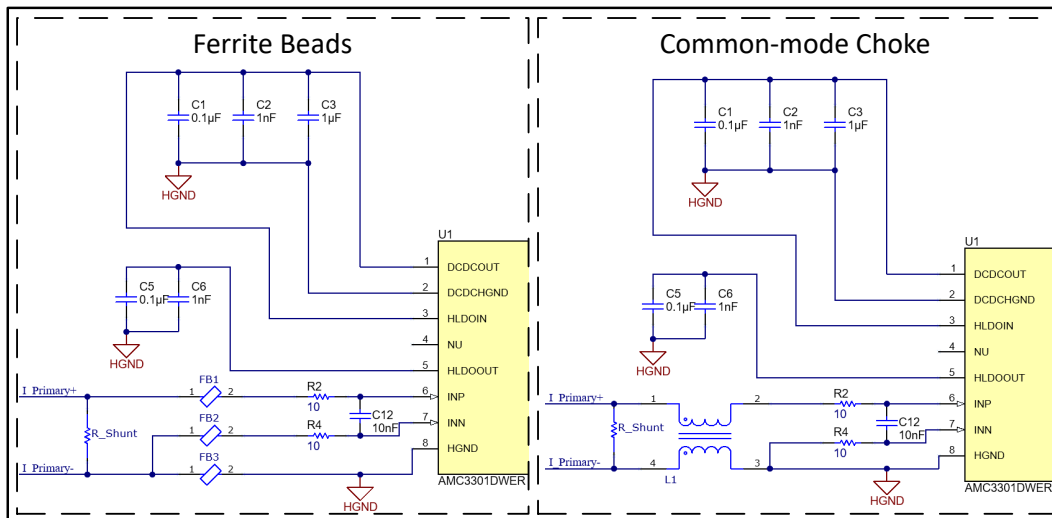 Ferrite Beads
C1
0.1µF
C2
1nF
C3
1µF
HGND
U1
1 DCDCOUT
2 DCDCHGND
3 HLDOIN
4 NU
5 HLDOOUT
6 INP
7 INN
8 HGND
AMC3301DWER
C5
0.1µF
C6
1nF
HGND
I_Primary+
R_Shunt
I_Primary-
1 FB1 2
1 FB2 2
1 FB3 2
R2
10
R4
10
C12
10nF
HGND
Common-mode Choke
C1
0.1µF
C2
1nF
C3
1µF
HGND
U1
1 DCDCOUT
2 DCDCHGND
3 HLDOIN
4 NU
5 HLDOOUT
6 INP
7 INN
8 HGND
AMC3301DWER
C5
0.1µF
C6
1nF
HGND
I_Primary+
R_Shunt
I_Primary-
1 2
4 3
L1
R2
10
R4
10
C12
10nF
HGND